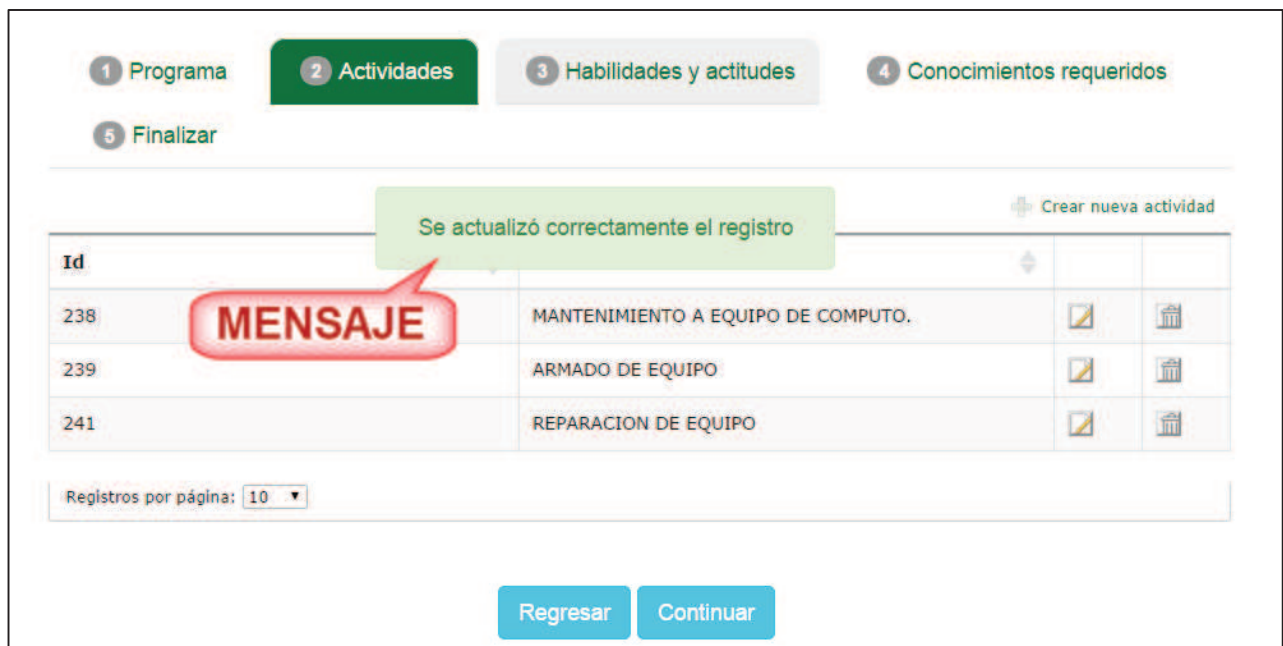 1 Programa 2 Actividades 3 Habilidades y actitudes 4 Conocimientos requeridos
5 Finalizar
Crear nueva actividad
Se actualizó correctamente el registro
Id
MENSAJE
238 MANTENIMIENTO A EQUIPO DE COMPUTO.
239 ARMADO DE EQUIPO
241 REPARACION DE EQUIPO
Registros por página: 10
Regresar Continuar